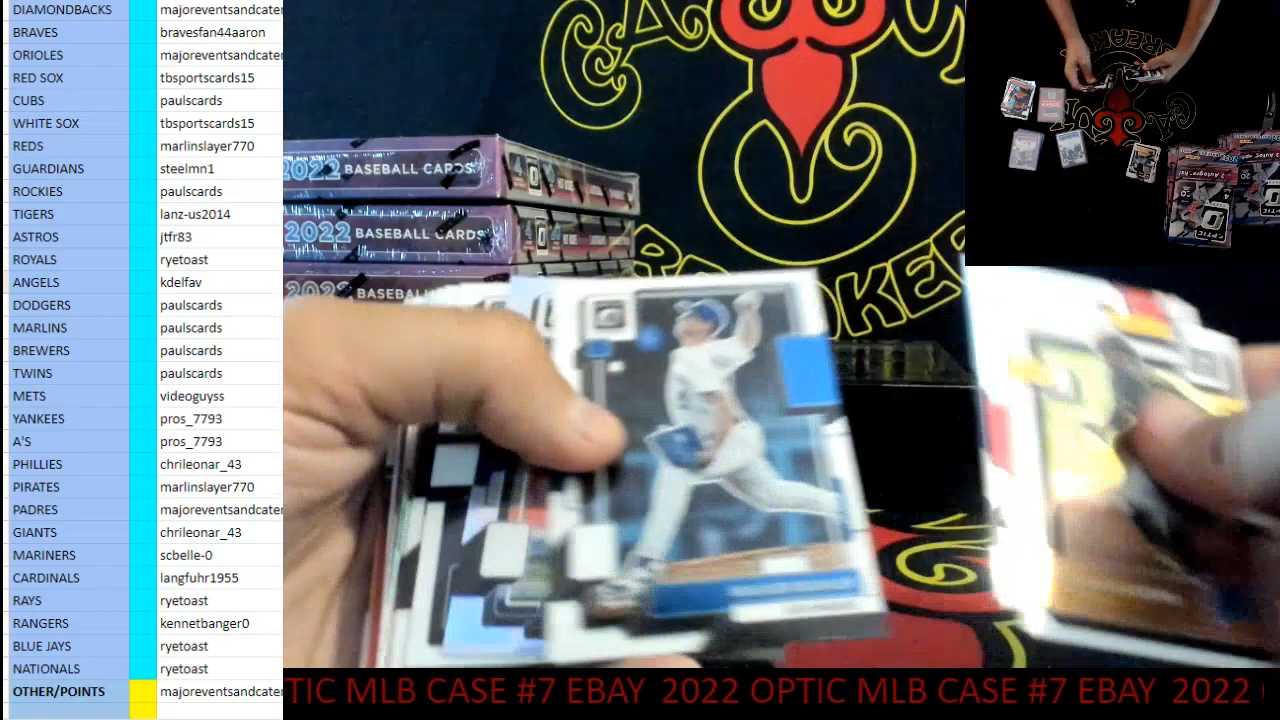 DIAMONDBACKS majoreventsandcater
BRAVES bravesfan44aaron
ORIOLES majoreventsandcater
RED SOX tbsportscards15
CUBS paulscards
WHITE SOX tbsportscards15
REDS marlinslayer770
GUARDIANS steelmn1
ROCKIES paulscards
TIGERS lanz-us2014
ASTROS jtfr83
ROYALS ryetoast
ANGELS kdelfav
DODGERS paulscards
MARLINS paulscards
BREWERS paulscards
TWINS paulscards
METS videoguyss
YANKEES pros_7793
A'S pros_7793
PHILLIES chrileonar_43
PIRATES marlinslayer770
PADRES majoreventsandcater
GIANTS chrileonar_43
MARINERS scbelle-0
CARDINALS langfuhr1955
RAYS ryetoast
RANGERS kennetbanger0
BLUE JAYS ryetoast
NATIONALS ryetoast
OTHER/POINTS majoreventsandcater
2022 BASEBALL CARDS
2022 BASEBALL CARDS
2022 BASEBALL
TIC MLB CASE #7 EBAY 2022 OPTIC MLB CASE #7 EBAY 2022